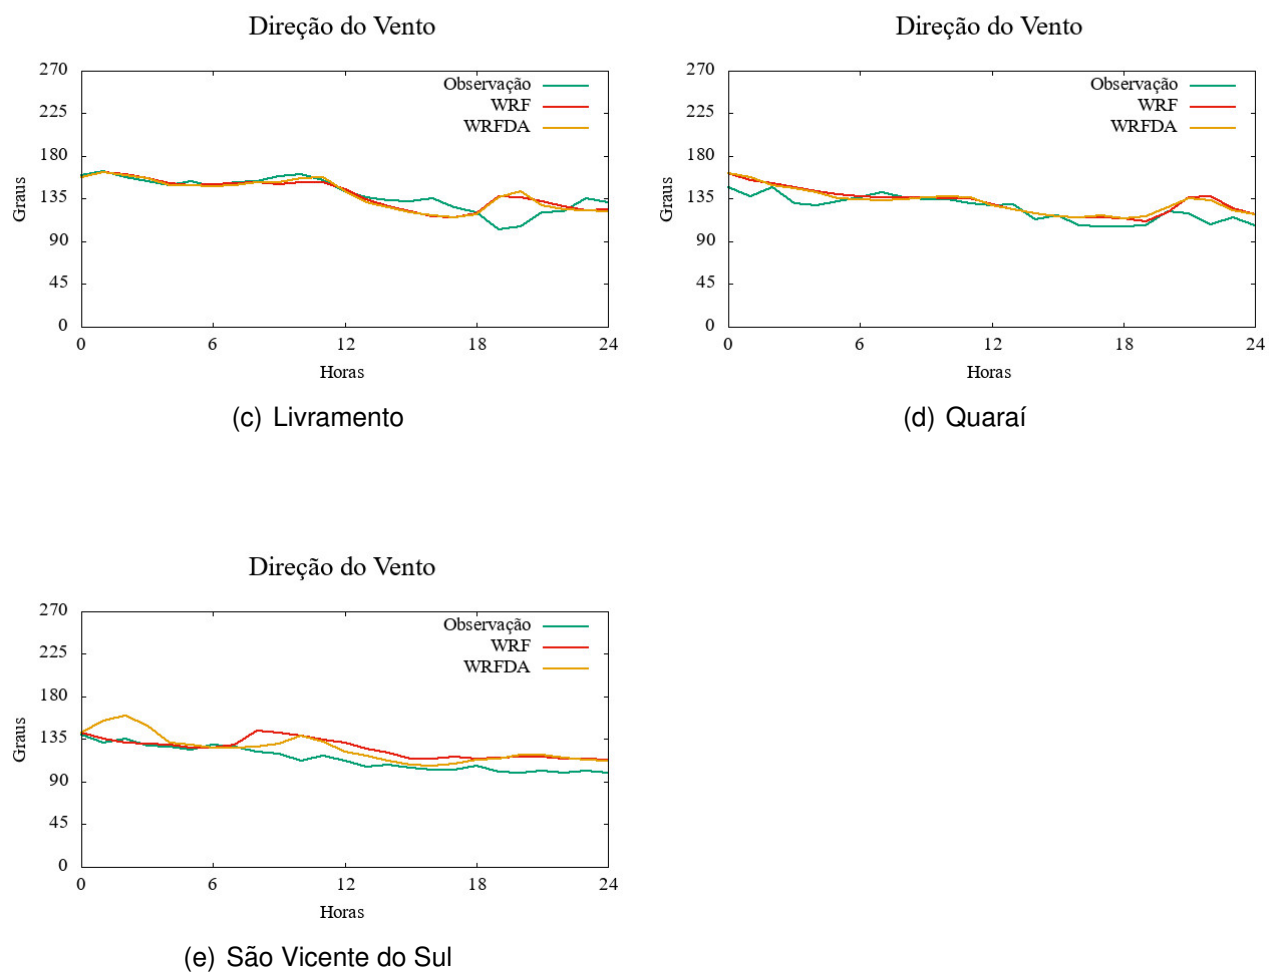 Direção do Vento
270
225
180
135
90
45
0
Graus
Observação
WRF
WRFDA
0 6 12 18 24
Horas
(c) Livramento
Direção do Vento
270
225
180
135
90
45
0
Graus
Observação
WRF
WRFDA
0 6 12 18 24
Horas
(d) Quaraí
Direção do Vento
270
225
180
135
90
45
0
Graus
Observação
WRF
WRFDA
0 6 12 18 24
Horas
(e) São Vicente do Sul